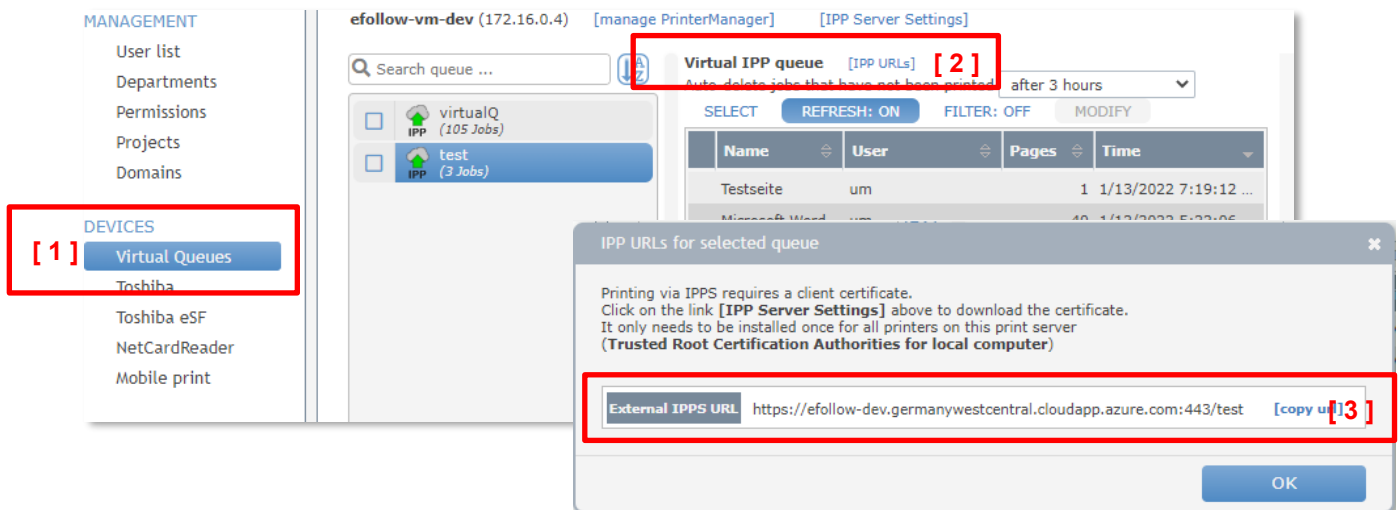 MANAGEMENT
User list
Departments
Permissions
Projects
Domains
DEVICES
[ 1 ]
Virtual Queues
Toshiba
Toshiba eSF
NetCardReader
Mobile print
efollow-vm-dev (172.16.0.4) [manage PrinterManager] [IPP Server Settings]
Search queue ...
A
Z
IPP
virtualQ
(105 Jobs)
IPP
test
(3 Jobs)
Virtual IPP queue [IPP URLs] [ 2 ]
Auto-delete jobs that have not been printed after 3 hours
SELECT REFRESH: ON FILTER: OFF MODIFY
Name User Pages Time
Testseite um 1 1/13/2022 7:19:12 ...
Microsoft Word um
IPP URLs for selected queue
Printing via IPPS requires a client certificate.
Click on the link [IPP Server Settings] above to download the certificate.
It only needs to be installed once for all printers on this print server
(Trusted Root Certification Authorities for local computer)
External IPPS URL https://efollow-dev.germanywestcentral.cloudapp.azure.com:443/test [copy url] [ 3 ]
OK